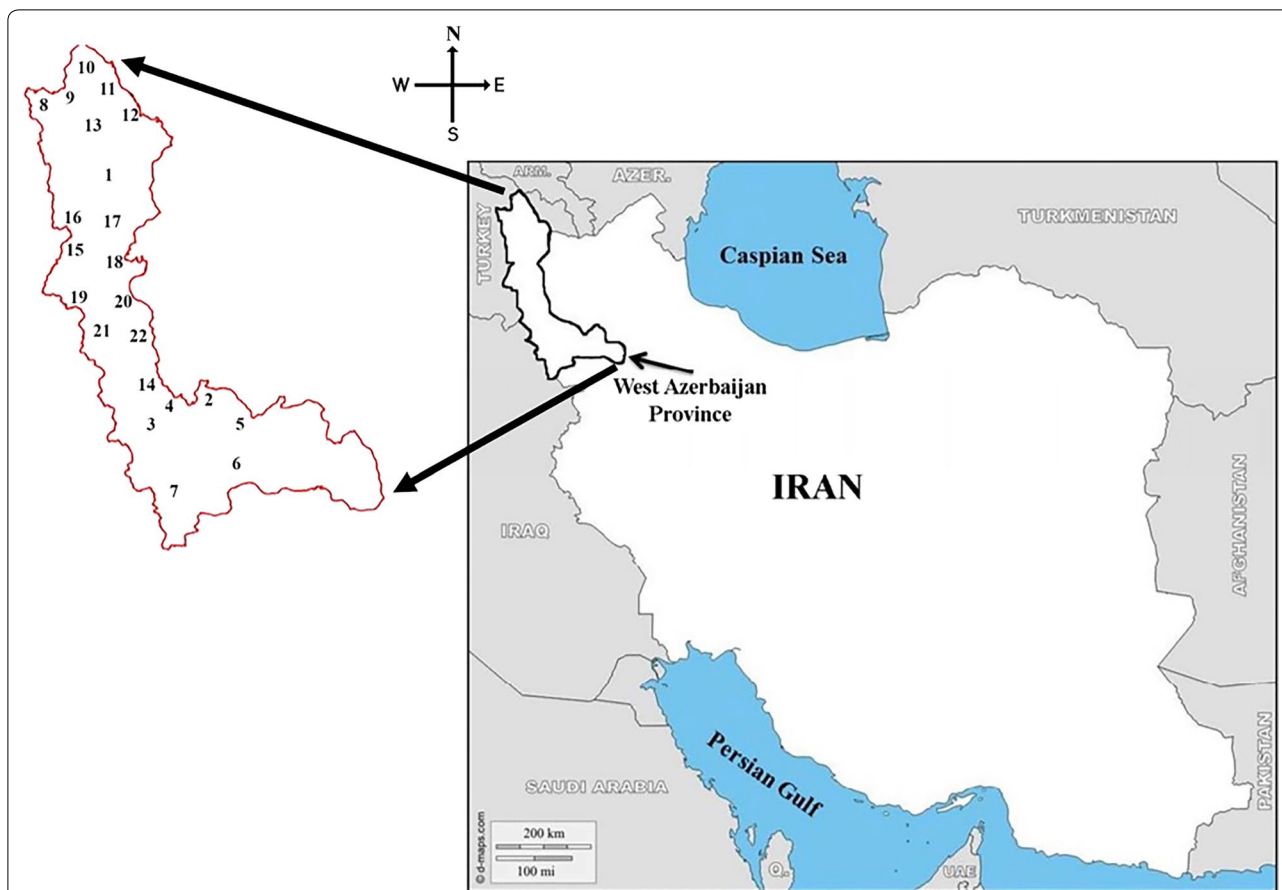 N
W E
S
10
11
9
8
12
13
1
16
17
15
18
19
20
21
22
14
2
4
3
5
6
7
ARM.
AZER.
TURKEY
TURKMENISTAN
Caspian Sea
West Azerbaijan
Province
IRAN
IRAQ
AFGHANISTAN
PAKISTAN
Persian Gulf
SAUDI ARABIA
Q.
UAE
200 km
100 mi
© d-maps.com